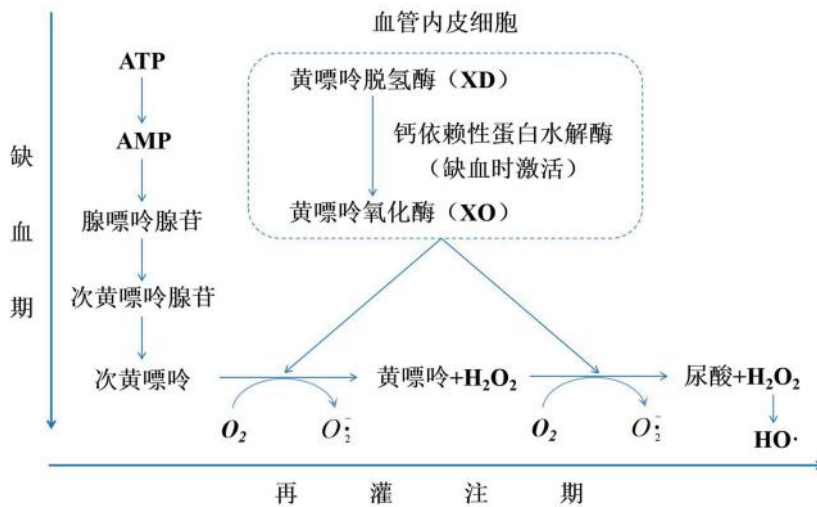 血管内皮细胞
ATP
AMP
腺嘌呤腺苷
次黄嘌呤腺苷
次黄嘌呤
黄嘌呤脱氢酶（XD）
钙依赖性蛋白水解酶
（缺血时激活）
黄嘌呤氧化酶（XO）
缺血期
黄嘌呤+H₂O₂
尿酸+H₂O₂
O₂
O₂·̄
O₂
O₂·̄
HO·
再灌注期